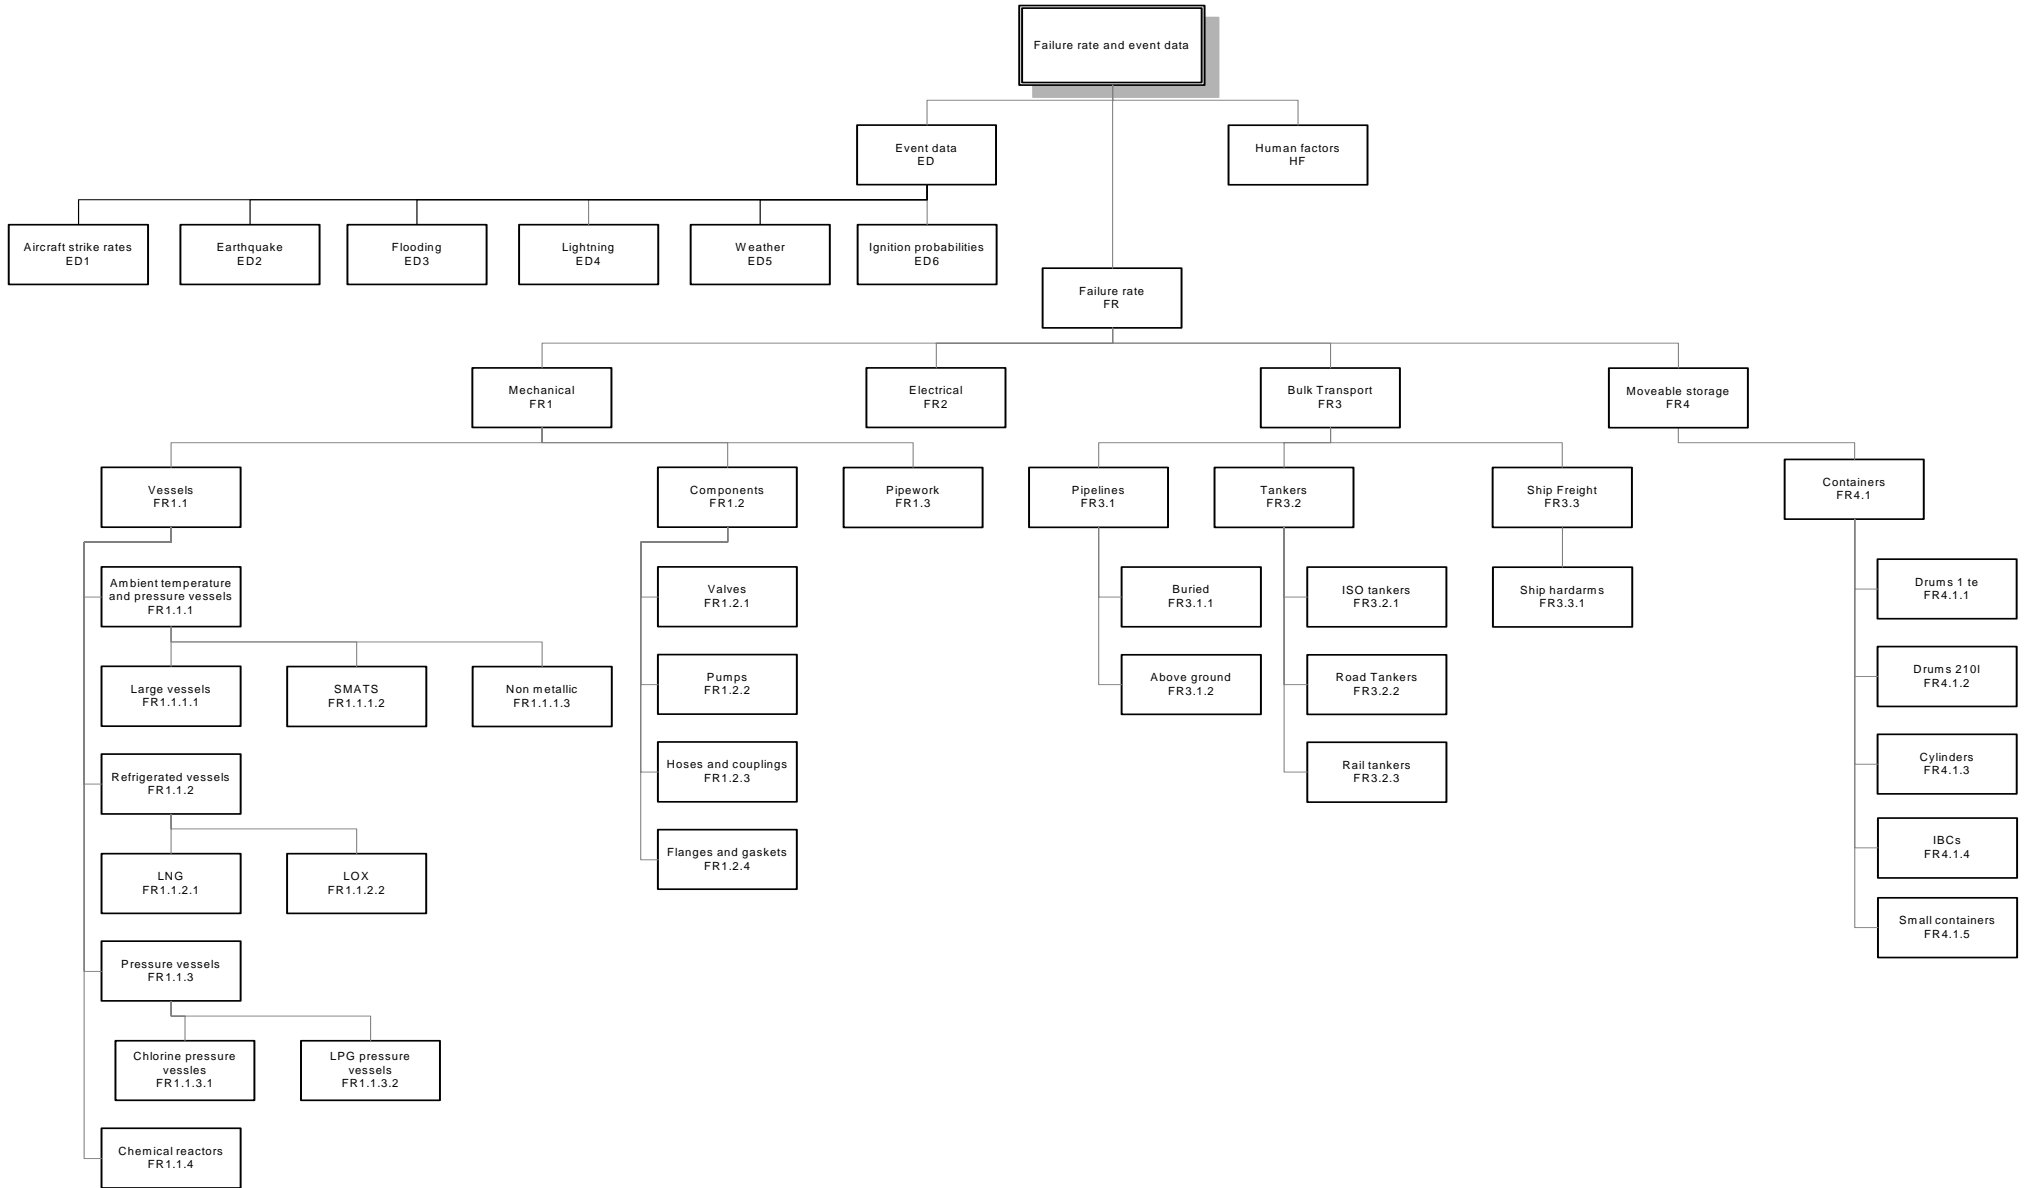 Failure rate and event data
Event data
ED
Human factors
HF
Aircraft strike rates
ED1
Earthquake
ED2
Flooding
ED3
Lightning
ED4
Weather
ED5
Ignition probabilities
ED6
Failure rate
FR
Mechanical
FR1
Electrical
FR2
Bulk Transport
FR3
Moveable storage
FR4
Vessels
FR1.1
Components
FR1.2
Pipework
FR1.3
Pipelines
FR3.1
Tankers
FR3.2
Ship Freight
FR3.3
Containers
FR4.1
Ambient temperature
and pressure vessels
FR1.1.1
Valves
FR1.2.1
Buried
FR3.1.1
ISO tankers
FR3.2.1
Ship hardarms
FR3.3.1
Drums 1 te
FR4.1.1
Large vessels
FR1.1.1.1
SMATS
FR1.1.1.2
Non metallic
FR1.1.1.3
Pumps
FR1.2.2
Above ground
FR3.1.2
Road Tankers
FR3.2.2
Drums 210l
FR4.1.2
Refrigerated vessels
FR1.1.2
Hoses and couplings
FR1.2.3
Rail tankers
FR3.2.3
Cylinders
FR4.1.3
LNG
FR1.1.2.1
LOX
FR1.1.2.2
Flanges and gaskets
FR1.2.4
IBCs
FR4.1.4
Small containers
FR4.1.5
Pressure vessels
FR1.1.3
Chlorine pressure
vessles
FR1.1.3.1
LPG pressure
vessels
FR1.1.3.2
Chemical reactors
FR1.1.4